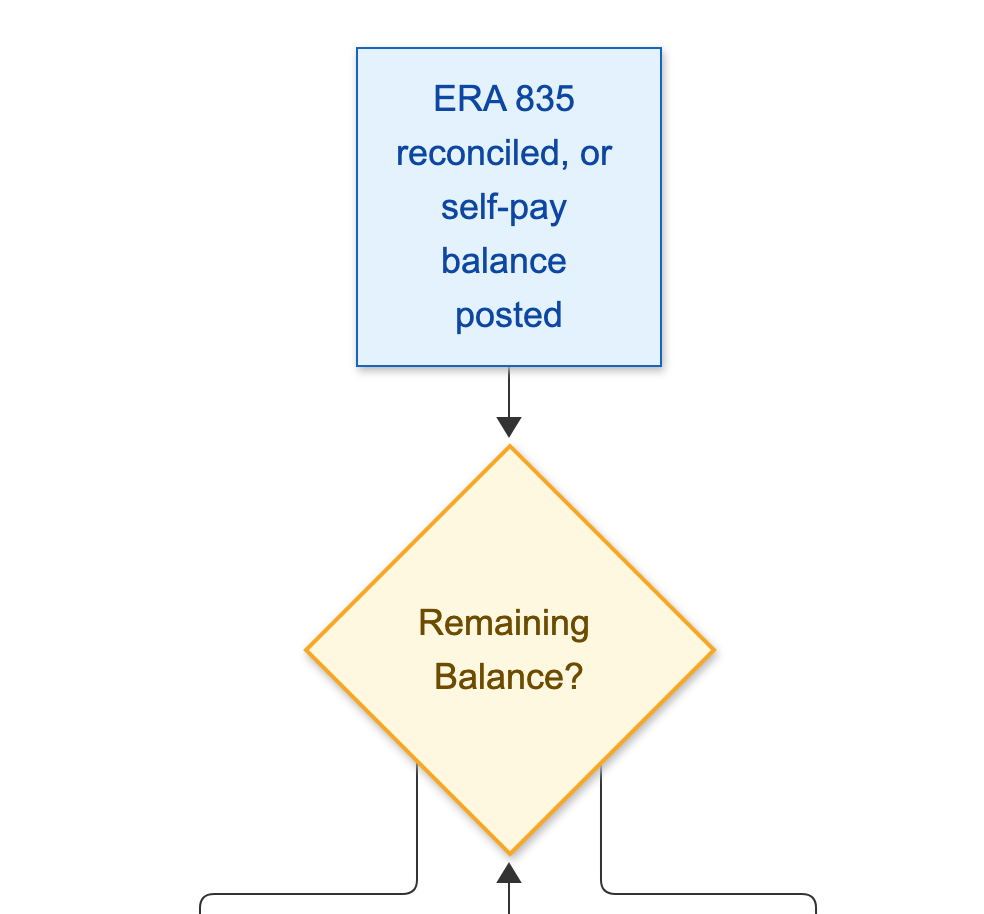 ERA 835
reconciled, or
self-pay
balance
posted
Remaining
Balance?